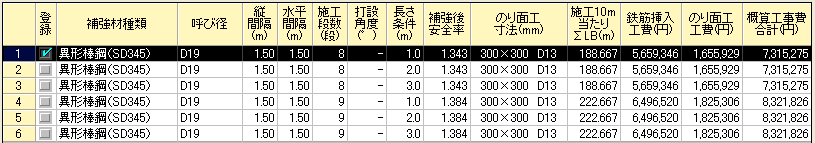 登録 補強材種類 呼び径 縦間隔(m) 水平間隔(m) 施工段数(段) 打設角度(°) 長さ条件(m) 補強後安全率 のり面工寸法(mm) 施工10m当たりΣLB(m) 鉄筋挿入工費(円) のり面工工費(円) 概算工事費合計(円)
1 異形棒鋼(SD345) D19 1.50 1.50 8 - 1.0 1.343 300×300 D13 188.667 5,659,346 1,655,929 7,315,275
2 異形棒鋼(SD345) D19 1.50 1.50 8 - 2.0 1.343 300×300 D13 188.667 5,659,346 1,655,929 7,315,275
3 異形棒鋼(SD345) D19 1.50 1.50 8 - 3.0 1.343 300×300 D13 188.667 5,659,346 1,655,929 7,315,275
4 異形棒鋼(SD345) D19 1.50 1.50 9 - 1.0 1.384 300×300 D13 222.667 6,496,520 1,825,306 8,321,826
5 異形棒鋼(SD345) D19 1.50 1.50 9 - 2.0 1.384 300×300 D13 222.667 6,496,520 1,825,306 8,321,826
6 異形棒鋼(SD345) D19 1.50 1.50 9 - 3.0 1.384 300×300 D13 222.667 6,496,520 1,825,306 8,321,826